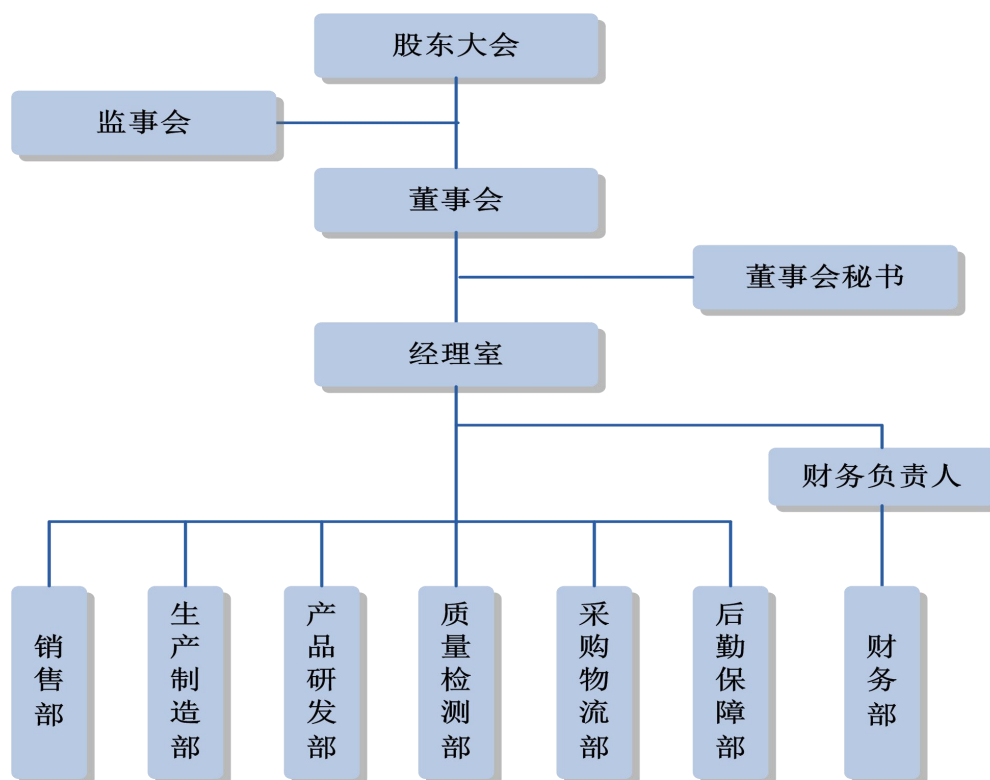 股东大会
监事会
董事会
董事会秘书
经理室
财务负责人
销售部
生产制造部
产品研发部
质量检测部
采购物流部
后勤保障部
财务部